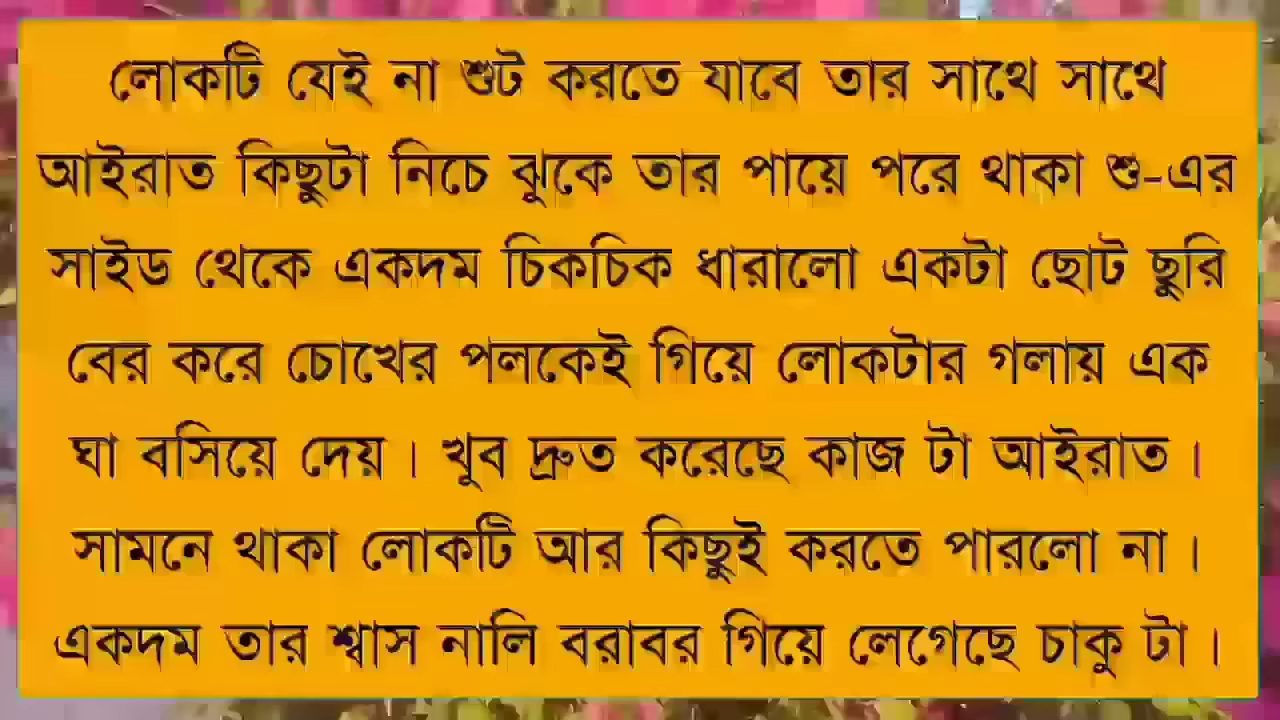 লোকটি যেই না শুট করতে যাবে তার সাথে সাথে
আইরাত কিছুটা নিচে ঝুকে তার পায়ে পরে থাকা শু-এর
সাইড থেকে একদম চিকচিক ধারালো একটা ছোট ছুরি
বের করে চোখের পলকেই গিয়ে লোকটার গলায় এক
ঘা বসিয়ে দেয়। খুব দ্রুত করেছে কাজ টা আইরাত।
সামনে থাকা লোকটি আর কিছুই করতে পারলো না।
একদম তার শ্বাস নালি বরাবর গিয়ে লেগেছে চাকু টা।